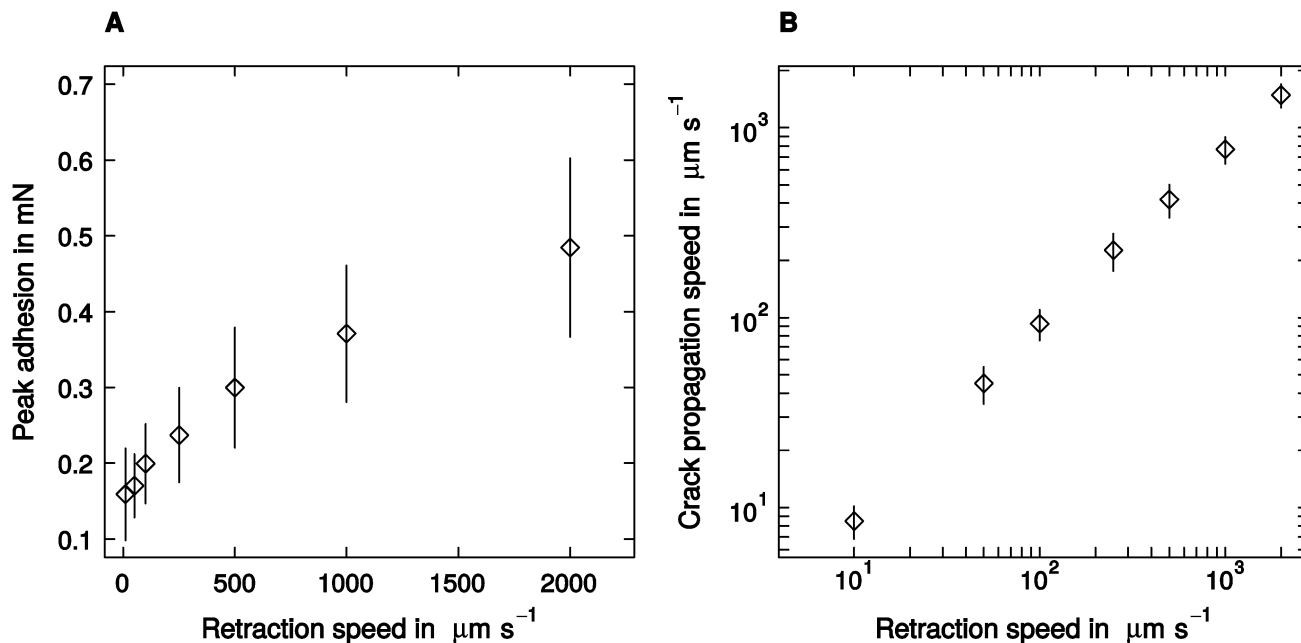 A
0.7
0.6
0.5
0.4
0.3
0.2
0.1
Peak adhesion in mN
0 500 1000 1500 2000
Retraction speed in μm s⁻¹
B
10³
10²
10¹
Crack propagation speed in μm s⁻¹
10¹ 10² 10³
Retraction speed in μm s⁻¹